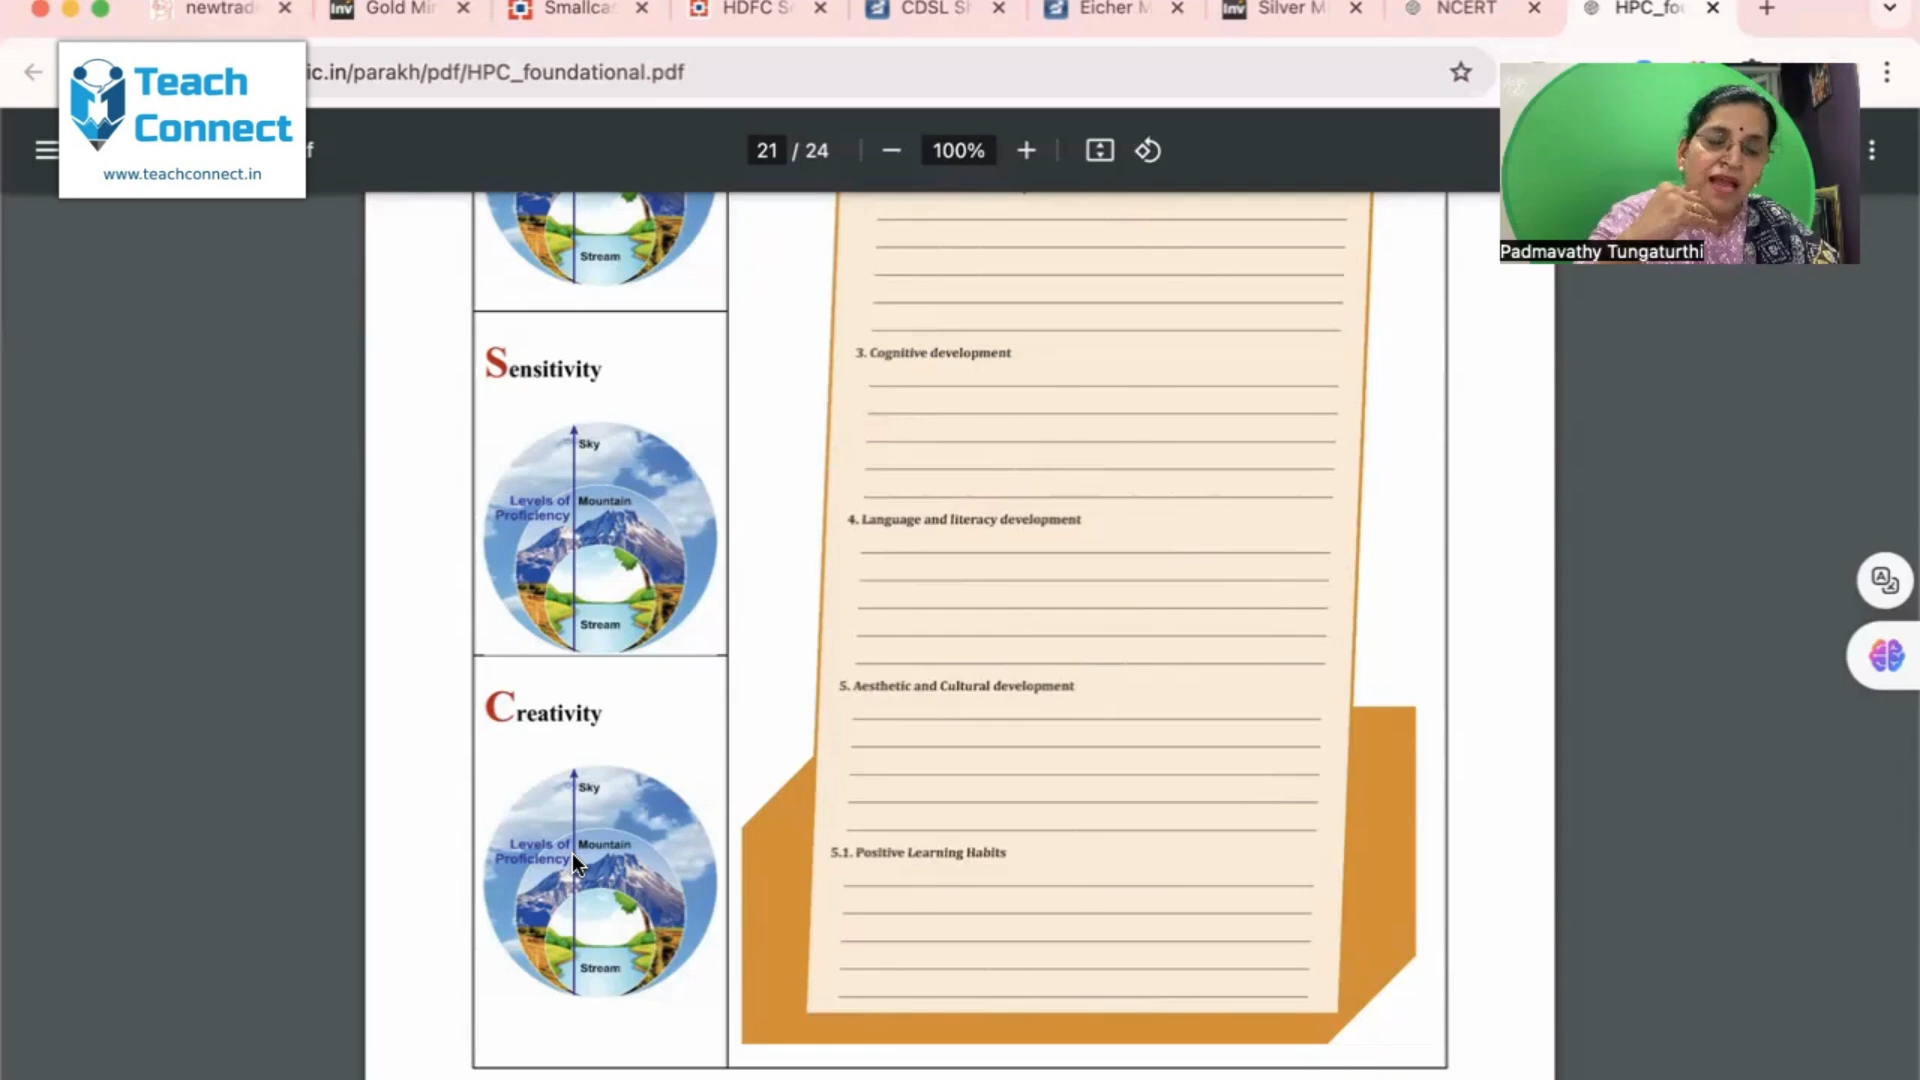 newtrad
Gold Mir
Smallca
HDFC S
CDSL S
Eicher M
Silver M
NCERT
HPC_fo
ic.in/parakh/pdf/HPC_foundational.pdf
Teach
Connect
www.teachconnect.in
f
21 / 24
100%
Padmavathy Tungaturthi
Stream
Sensitivity
Sky
Levels of
Proficiency
Mountain
Stream
Creativity
Sky
Levels of
Proficiency
Mountain
Stream
3. Cognitive development
4. Language and literacy development
5. Aesthetic and Cultural development
5.1. Positive Learning Habits